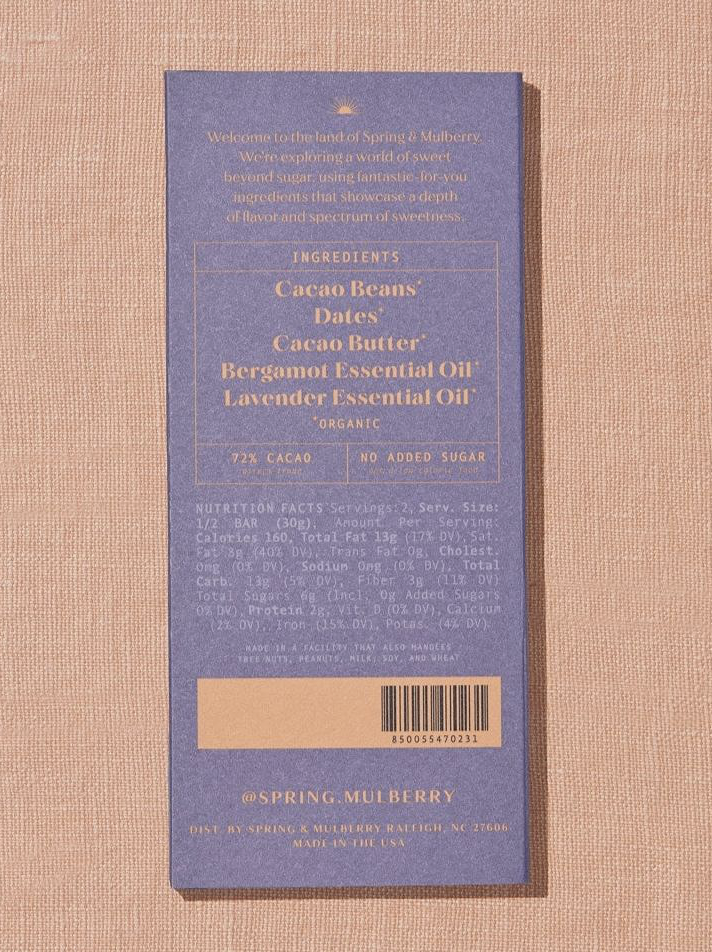 Welcome to the land of Spring & Mulberry.
We're exploring a world of sweet
beyond sugar, using fantastic-for-you
ingredients that showcase a depth
of flavor and spectrum of sweetness.
INGREDIENTS
Cacao Beans*
Dates*
Cacao Butter*
Bergamot Essential Oil*
Lavender Essential Oil*
*ORGANIC
72% CACAO
NO ADDED SUGAR
NUTRITION FACTS Servings:2, Serv. Size:
1/2 BAR (30g), Amount Per Serving:
Calories 160, Total Fat 13g (17% DV), Sat.
Fat 8g (40% DV), Trans Fat 0g, Cholest.
0mg (0% DV), Sodium 0mg (0% DV), Total
Carb. 13g (5% DV), Fiber 3g (11% DV)
Total Sugars 6g (Incl. 0g Added Sugars
0% DV), Protein 2g, Vit. D (0% DV), Calcium
(2% DV), Iron (15% DV), Potas. (4% DV).
MADE IN A FACILITY THAT ALSO HANDLES
TREE NUTS, PEANUTS, MILK, SOY, AND WHEAT
850055470231
@SPRING.MULBERRY
DIST. BY SPRING & MULBERRY RALEIGH, NC 27606
MADE IN THE USA